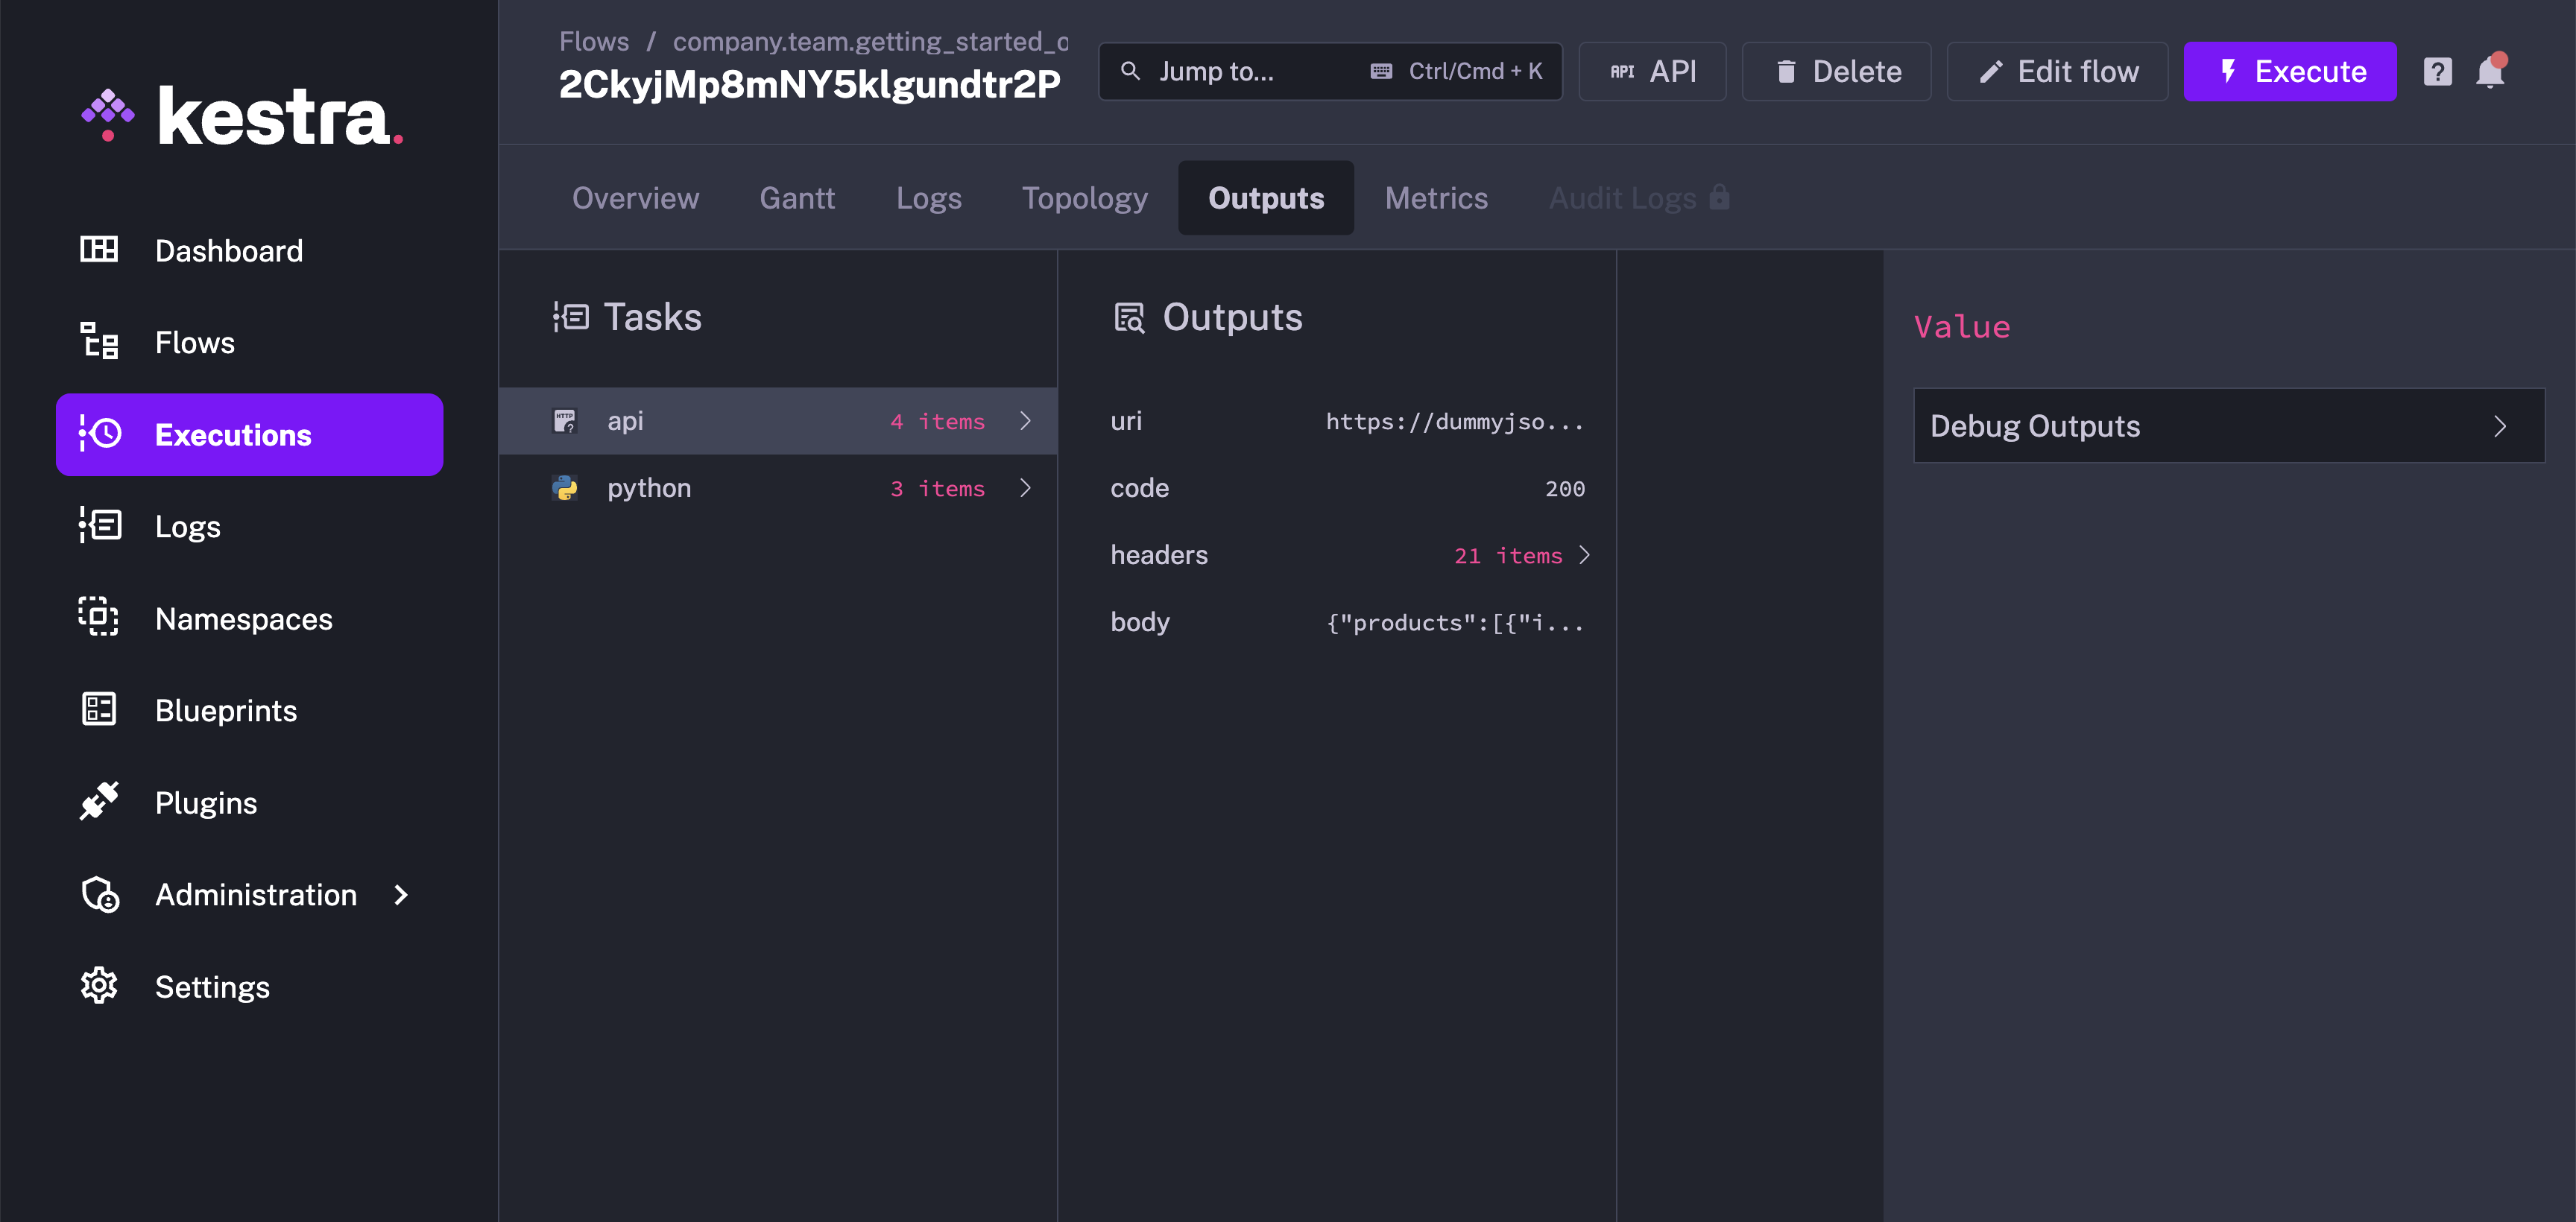 kestra.
Dashboard
Flows
Executions
Logs
Namespaces
Blueprints
Plugins
Administration
Settings
Flows / company.team.getting_started_o
2CkyjMp8mNY5klgundtr2P
Jump to... Ctrl/Cmd + K
API API
Delete
Edit flow
Execute
?
Overview Gantt Logs Topology Outputs Metrics Audit Logs
Tasks
HTTP ? api 4 items
python 3 items
Outputs
uri https://dummyjso...
code 200
headers 21 items
body {"products":[{"i...
Value
Debug Outputs